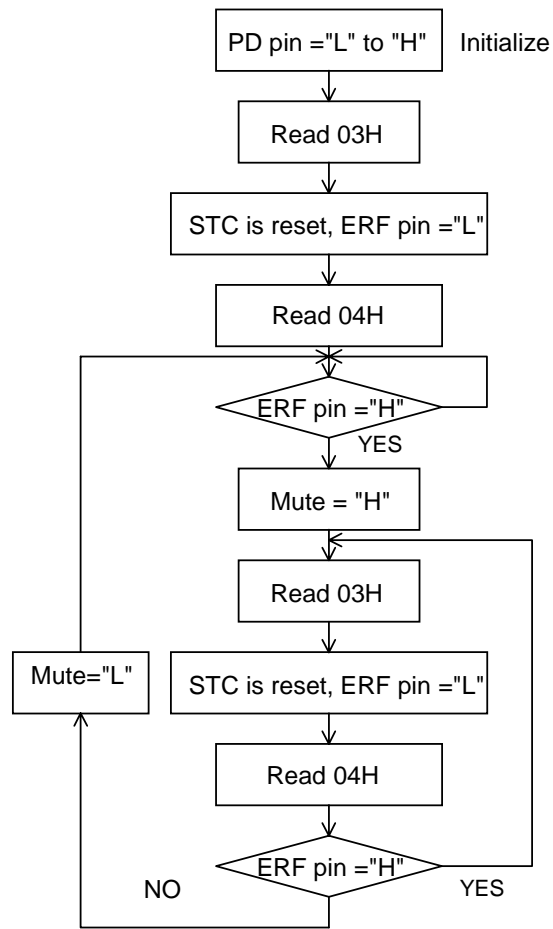 PD pin ="L" to "H"
Initialize
Read 03H
STC is reset, ERF pin ="L"
Read 04H
ERF pin ="H"
YES
Mute = "H"
Read 03H
Mute="L"
STC is reset, ERF pin ="L"
Read 04H
ERF pin ="H"
NO
YES